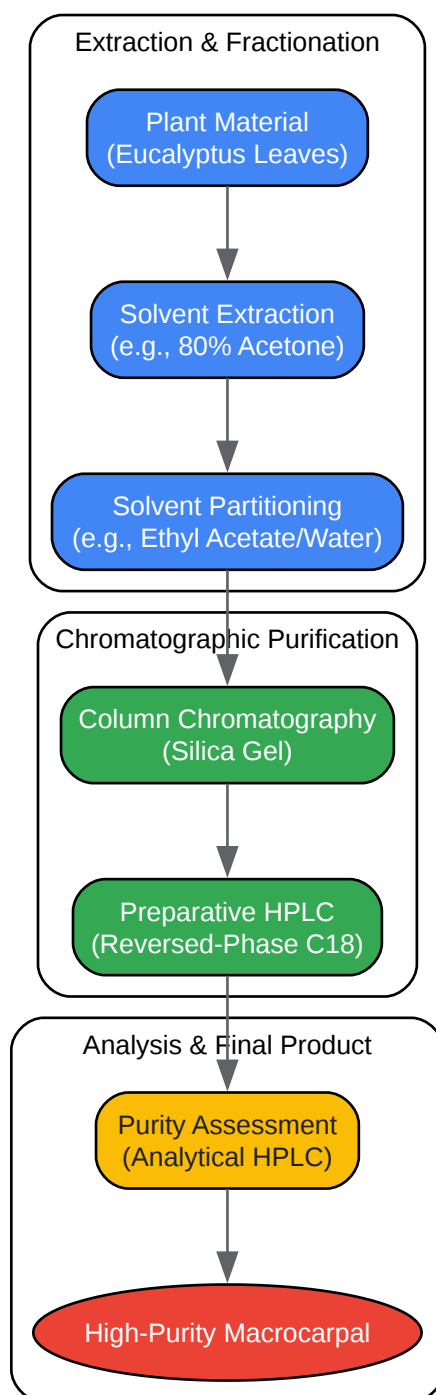 Extraction & Fractionation
Plant Material
(Eucalyptus Leaves)
Solvent Extraction
(e.g., 80% Acetone)
Solvent Partitioning
(e.g., Ethyl Acetate/Water)
Chromatographic Purification
Column Chromatography
(Silica Gel)
Preparative HPLC
(Reversed-Phase C18)
Analysis & Final Product
Purity Assessment
(Analytical HPLC)
High-Purity Macrocarpal